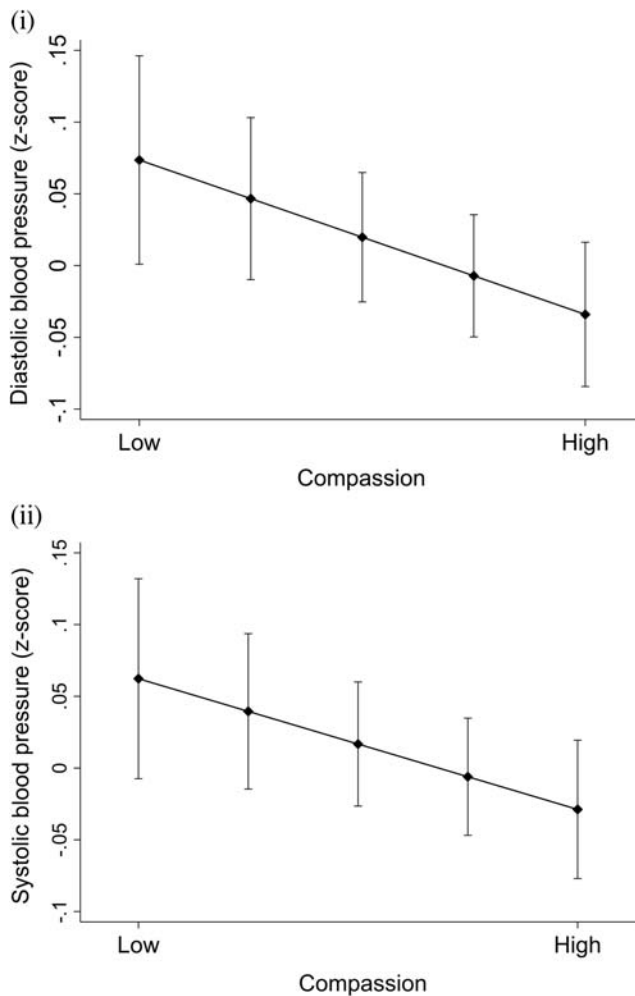 (i)
Diastolic blood pressure (z-score)
.15
.1
.05
0
-.05
-.1
Low
High
Compassion
(ii)
Systolic blood pressure (z-score)
.15
.1
.05
0
-.05
-.1
Low
High
Compassion